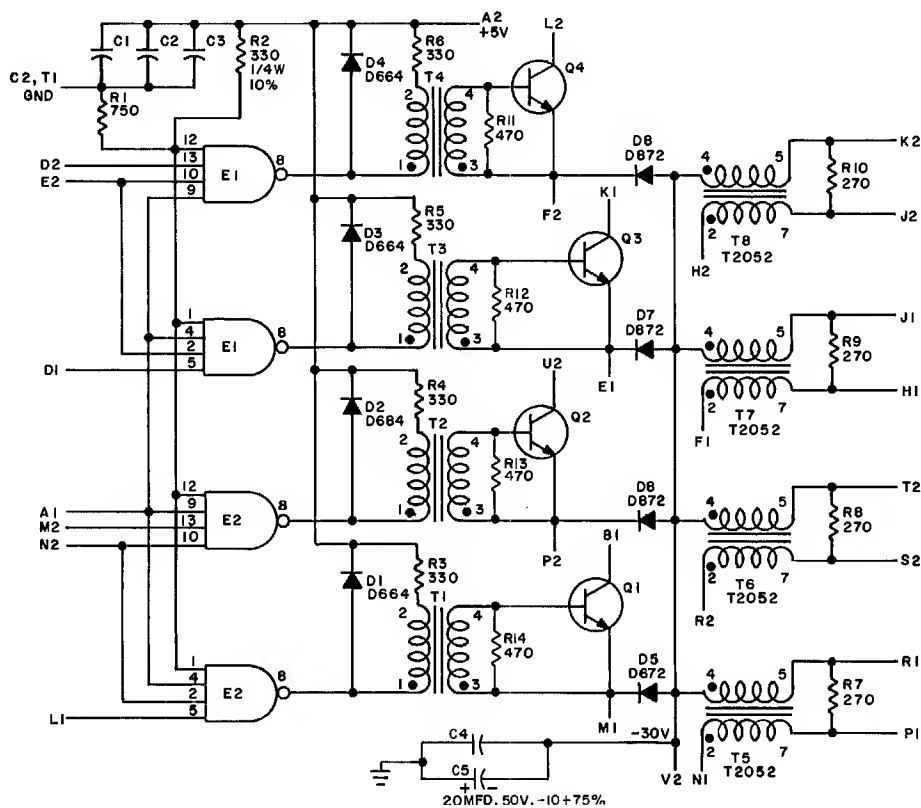 A2
+5V
C1
C2
C3
R2
330
1/4W
10%
C2, T1
GND
R1
750
D4
D664
R6
330
T4
2
4
1
3
R11
470
L2
Q4
F2
D8
D872
4
5
2
7
H2
T8
T2052
R10
270
K2
J2
D2
E2
12
13
10
9
E1
8
D3
D664
R5
330
T3
2
4
1
3
R12
470
K1
Q3
E1
D7
D872
4
5
2
7
F1
T7
T2052
R9
270
J1
H1
D1
1
4
2
5
E1
8
D2
D684
R4
330
T2
2
4
1
3
R13
470
U2
Q2
P2
D8
D872
4
5
2
7
R2
T6
T2052
R8
270
T2
S2
A1
M2
N2
12
9
13
10
E2
8
D1
D664
R3
330
T1
2
4
1
3
R14
470
B1
Q1
M1
D5
D672
4
5
2
7
N1
T5
T2052
R7
270
R1
P1
L1
1
4
2
5
E2
8
C4
C5
+ -
-30V
V2
20MFD, 50V, -10+75%